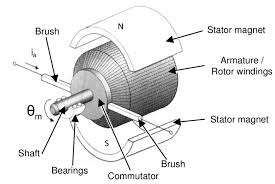 N
Brush
Stator magnet
iₐ
Armature /
Rotor windings
θₘ
Stator magnet
S
Shaft
Bearings
Commutator
Brush